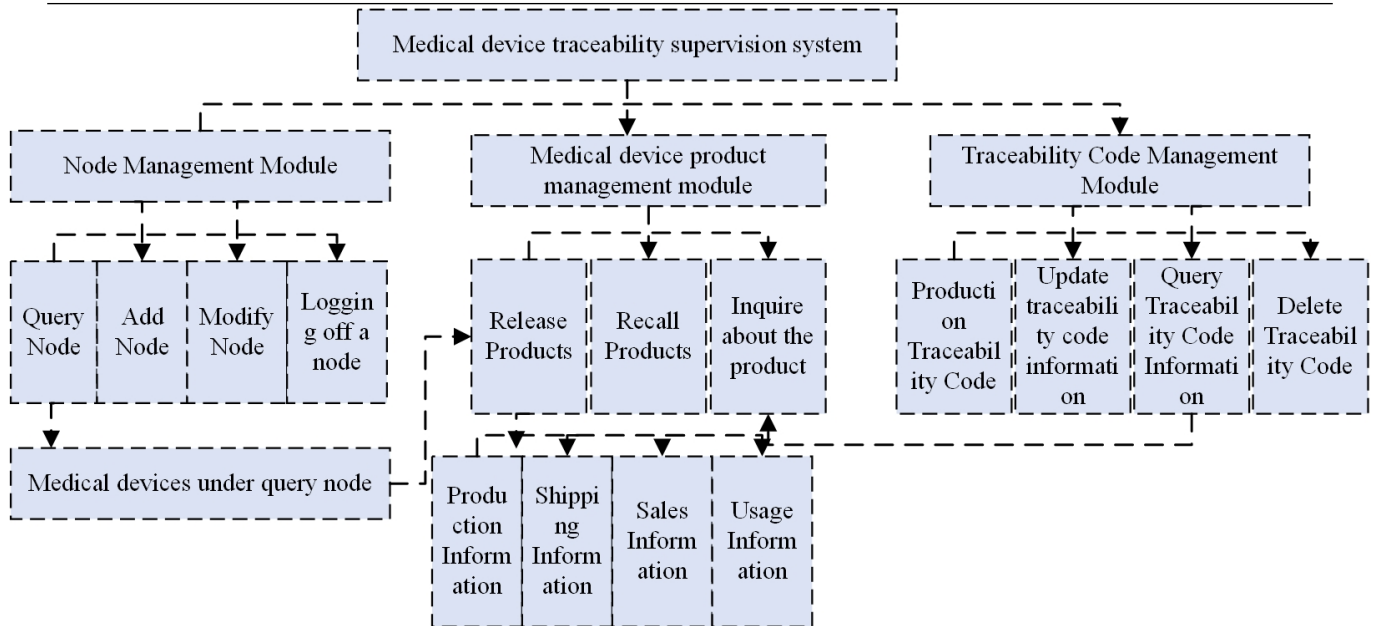 Medical device traceability supervision system
Node Management Module
Medical device product
management module
Traceability Code Management
Module
Query
Node
Add
Node
Modify
Node
Loggin
g off a
node
Release
Products
Recall
Products
Inquire
about the
product
Producti
on
Traceabil
ity Code
Update
traceabili
ty code
informati
on
Query
Traceabil
ity Code
Informati
on
Delete
Traceabil
ity Code
Medical devices under query node
Produ
ction
Inform
ation
Shippi
ng
Inform
ation
Sales
Inform
ation
Usage
Inform
ation